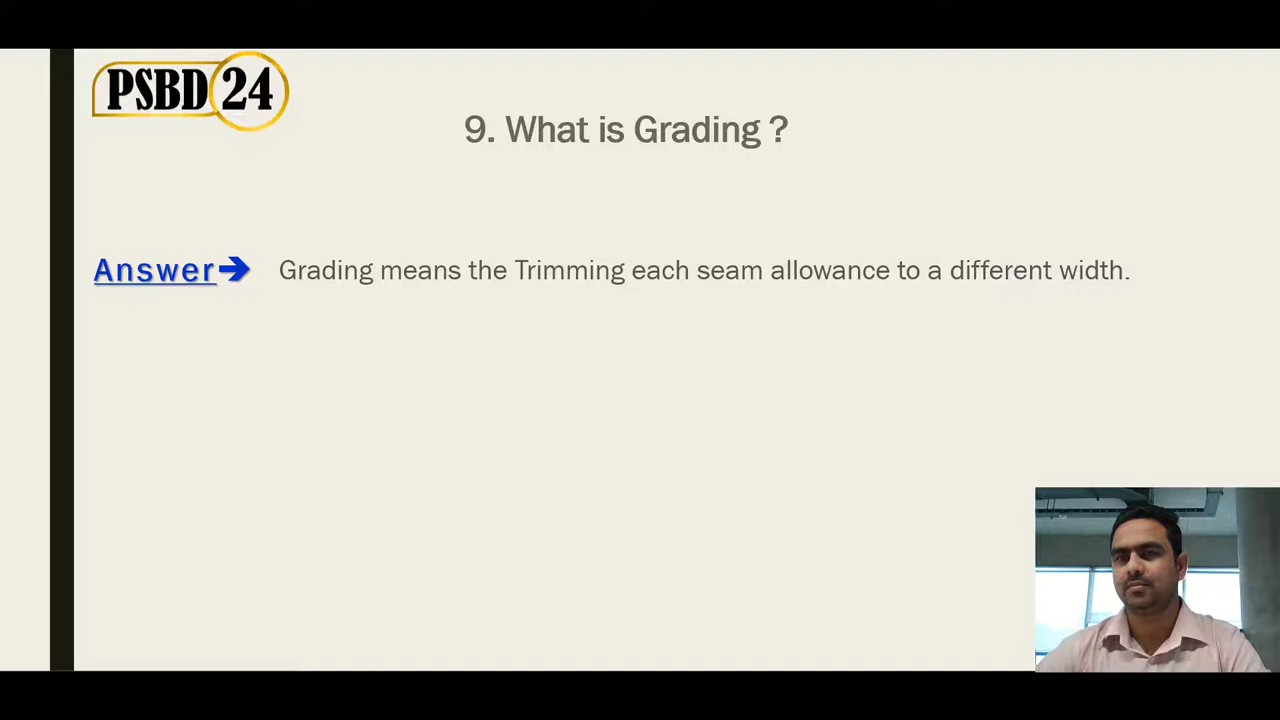 PSBD 24
9. What is Grading ?
Answer➔ Grading means the Trimming each seam allowance to a different width.